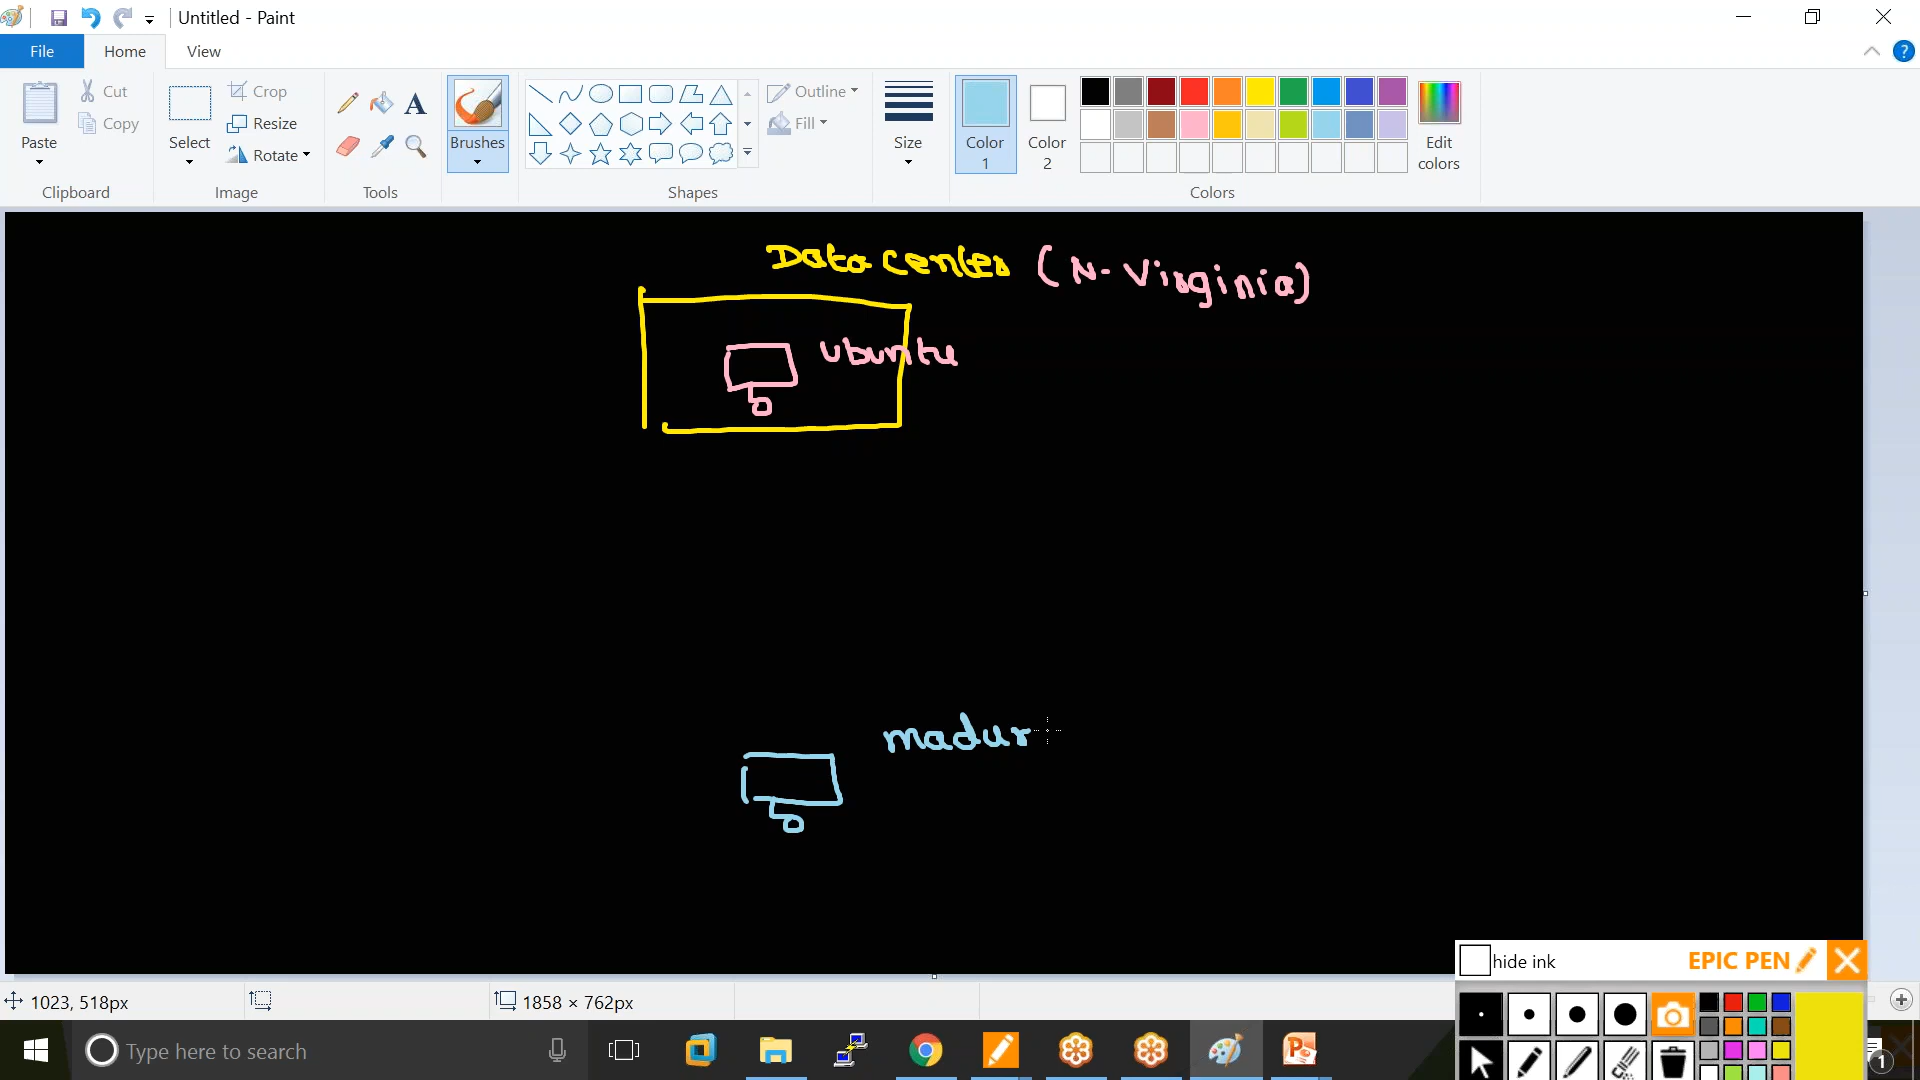 Untitled - Paint
File Home View
Paste Cut Copy Clipboard
Select Crop Resize Rotate Image
Tools
Brushes
Shapes
Outline Fill
Size
Color 1 Color 2
Edit colors
Colors
Data center (N. Virginia)
ubuntu
madur
hide ink EPIC PEN
1023, 518px 1858 × 762px
Type here to search
1